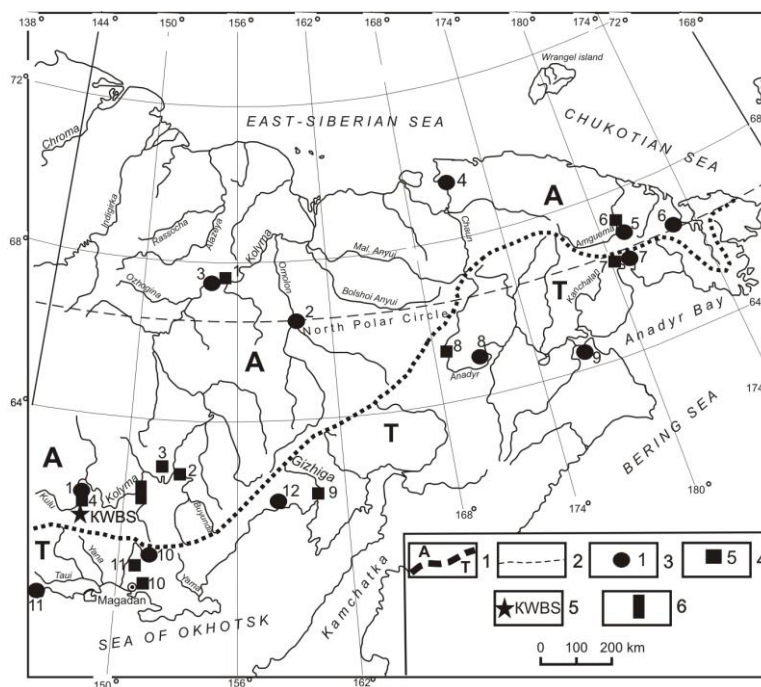 138° 144° 150° 156° 162° 168° 174° 180° 174° 72° 168°
Wrangel island
72°
CHUKOTIAN SEA
EAST-SIBERIAN SEA
68
Chroma
4
A
Indigirka
6
5
6
Chaun
Amguema
Rassocha
Alazeya
Kolyma
Mal. Anyui
68°
3
1
Omolon
7
7
64
Ozhogina
Bolshoi Anyui
T
Kanchalan
2
North Polar Circle
Anadyr Bay
A
8
8
9
Anadyr
174°
64°
T
BERING SEA
A
3
2
Gizhiga
1
4
Kolyma
12
9
180°
Kulu
KWBS
Buyunda
174°
168°
T
10
Yana
11
A
T
1
2
1
3
5
4
Taui
10
Yama
11
Magadan
Kamchatka
KWBS
5
6
SEA OF OKHOTSK
0 100 200 km
150° 156° 162°